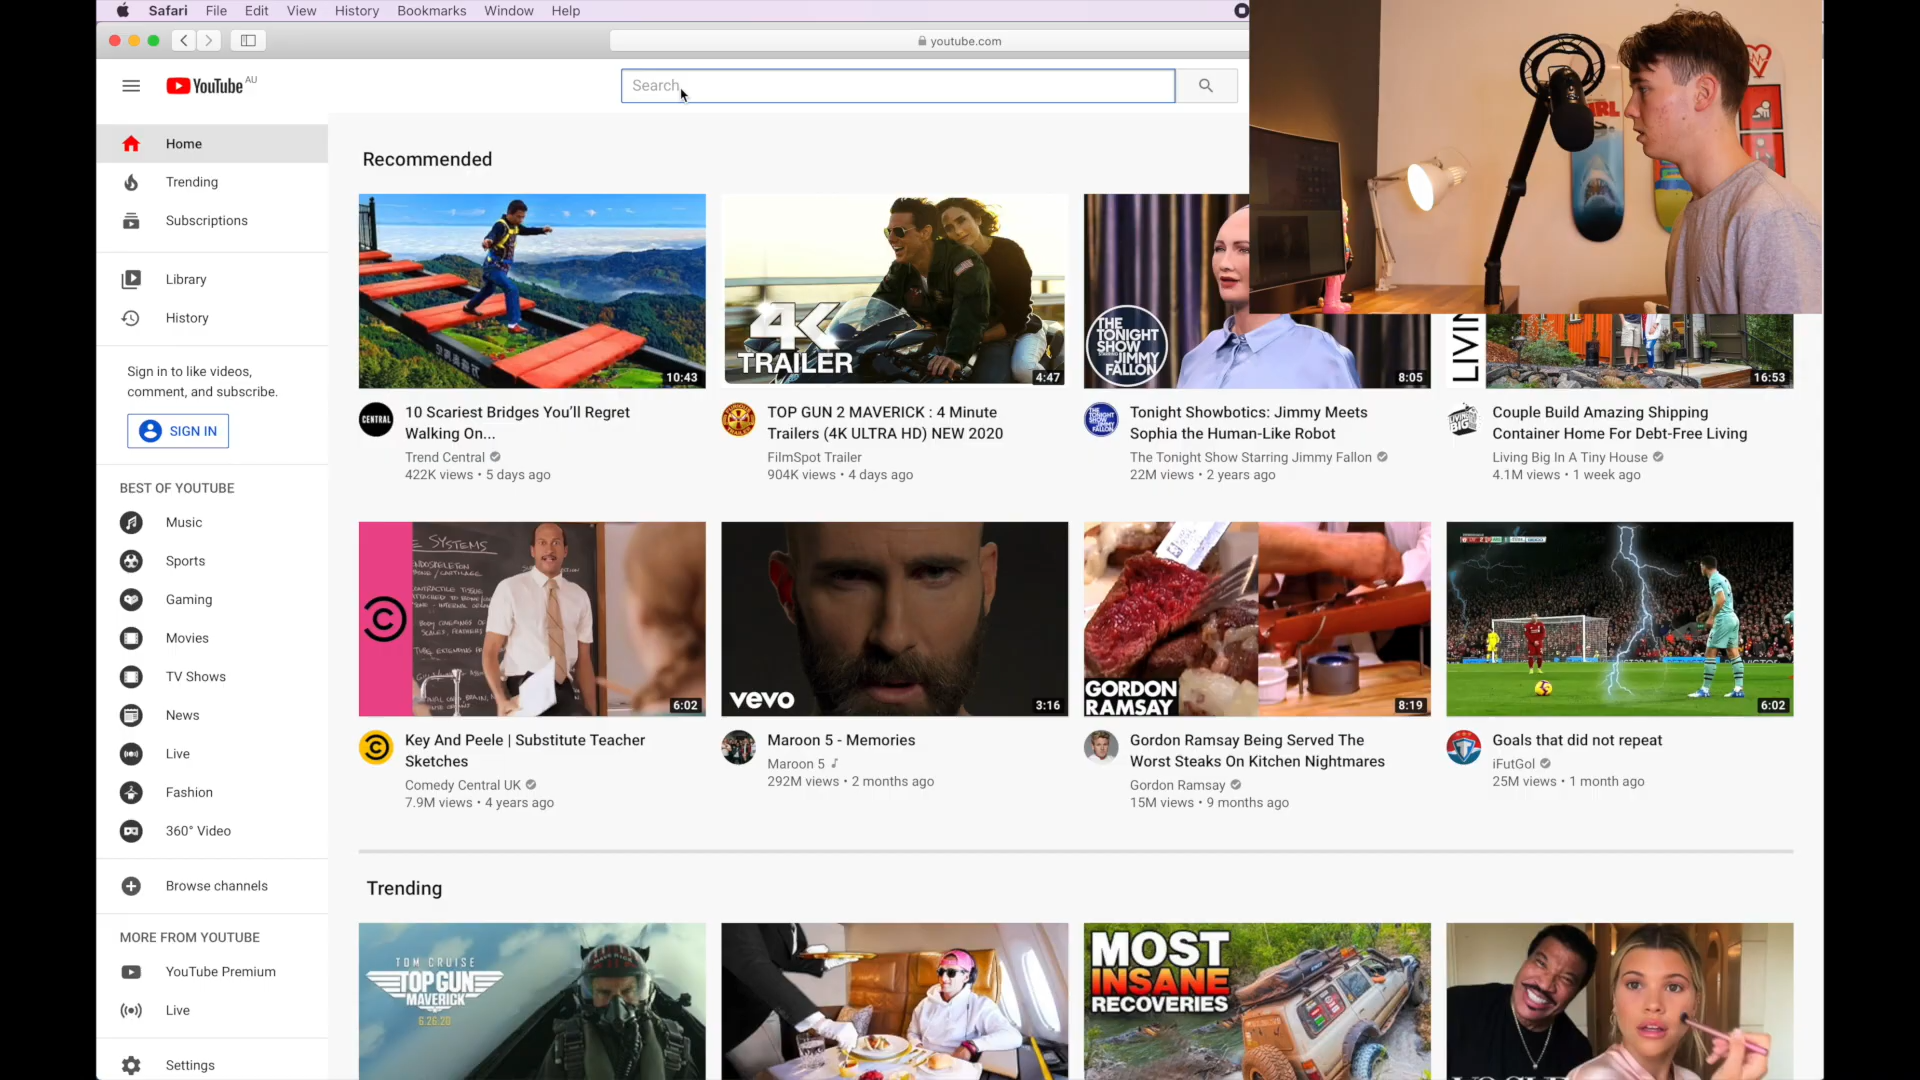 Safari File Edit View History Bookmarks Window Help
youtube.com
YouTube AU
Search
Home
Trending
Subscriptions
Library
History
Sign in to like videos,
comment, and subscribe.
SIGN IN
BEST OF YOUTUBE
Music
Sports
Gaming
Movies
TV Shows
News
Live
Fashion
360° Video
Browse channels
MORE FROM YOUTUBE
YouTube Premium
Live
Settings
Recommended
10:43
4K
TRAILER
4:47
THE
TONIGHT
SHOW
STARRING
JIMMY
FALLON
8:05
LIVIN
16:53
CENTRAL
10 Scariest Bridges You'll Regret
Walking On...
Trend Central
422K views • 5 days ago
TOP GUN 2 MAVERICK : 4 Minute
Trailers (4K ULTRA HD) NEW 2020
FilmSpot Trailer
904K views • 4 days ago
Tonight Showbotics: Jimmy Meets
Sophia the Human-Like Robot
The Tonight Show Starring Jimmy Fallon
22M views • 2 years ago
Couple Build Amazing Shipping
Container Home For Debt-Free Living
Living Big In A Tiny House
4.1M views • 1 week ago
E SYSTEMS
6:02
vevo
3:16
GORDON
RAMSAY
8:19
6:02
Key And Peele | Substitute Teacher
Sketches
Comedy Central UK
7.9M views • 4 years ago
Maroon 5 - Memories
Maroon 5
292M views • 2 months ago
Gordon Ramsay Being Served The
Worst Steaks On Kitchen Nightmares
Gordon Ramsay
15M views • 9 months ago
Goals that did not repeat
iFutGol
25M views • 1 month ago
Trending
TOM CRUISE
TOPGUN
MAVERICK
6.26.20
MOST
INSANE
RECOVERIES